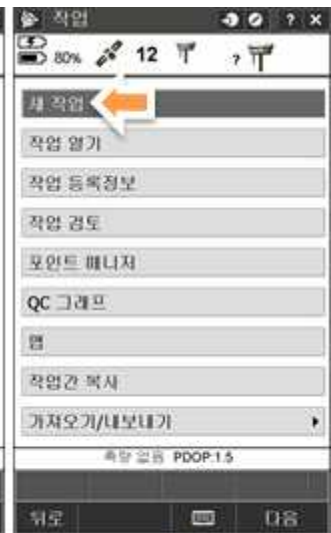 작업 ? X
80% 12 ?
새 작업
작업 열기
작업 등록정보
작업 검토
포인트 매니저
QC 그래프
맵
작업간 복사
가져오기/내보내기
측량 없음 PDOP:1.5
뒤로 다음